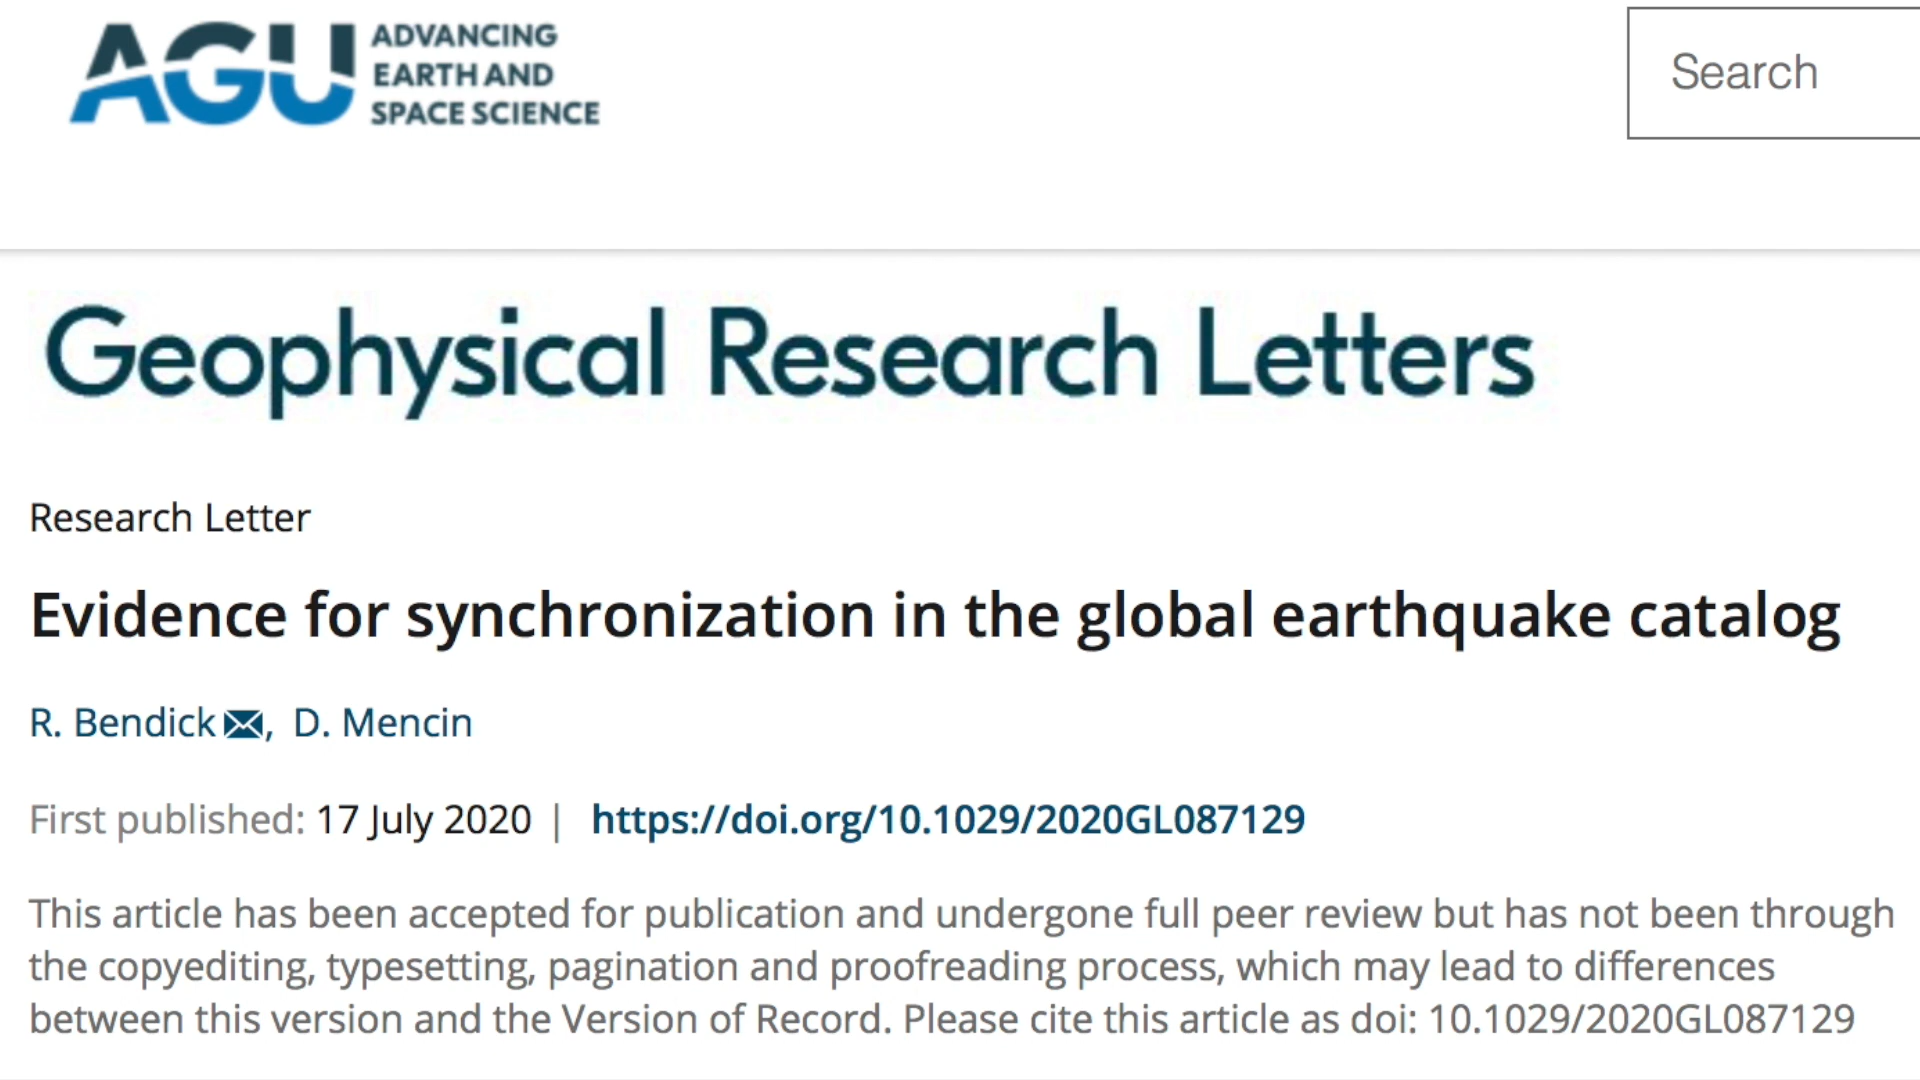 AGU ADVANCING
EARTH AND
SPACE SCIENCE
Search
Geophysical Research Letters
Research Letter
Evidence for synchronization in the global earthquake catalog
R. Bendick, D. Mencin
First published: 17 July 2020 | https://doi.org/10.1029/2020GL087129
This article has been accepted for publication and undergone full peer review but has not been through
the copyediting, typesetting, pagination and proofreading process, which may lead to differences
between this version and the Version of Record. Please cite this article as doi: 10.1029/2020GL087129